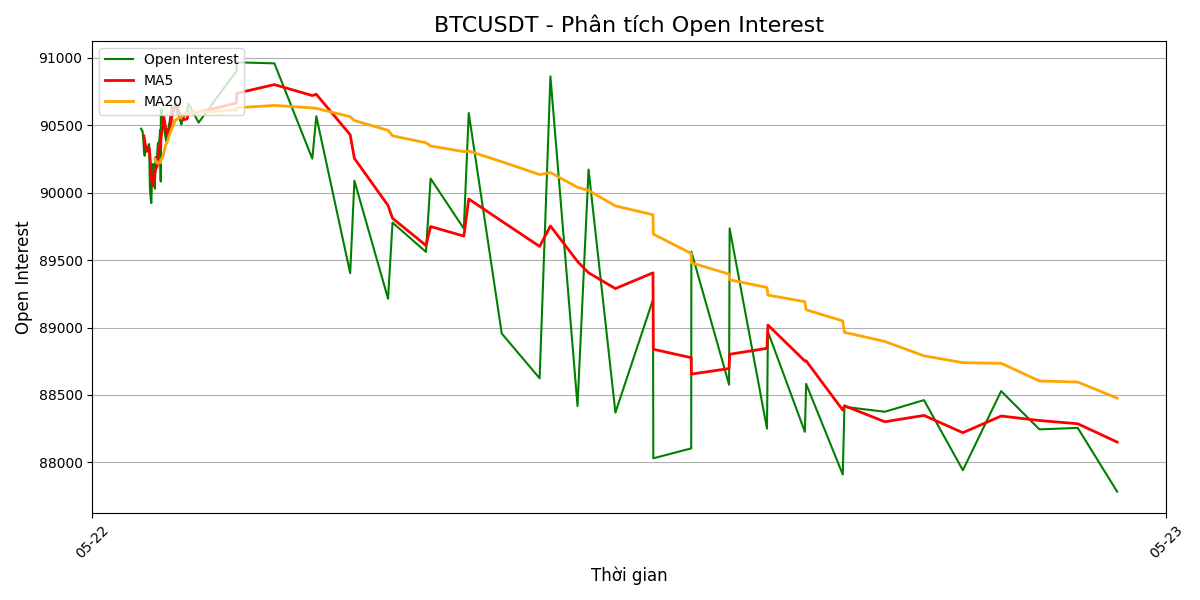 BTCUSDT - Phân tích Open Interest
Open Interest
MA5
MA20
Open Interest
91000
90500
90000
89500
89000
88500
88000
05-22
05-23
Thời gian